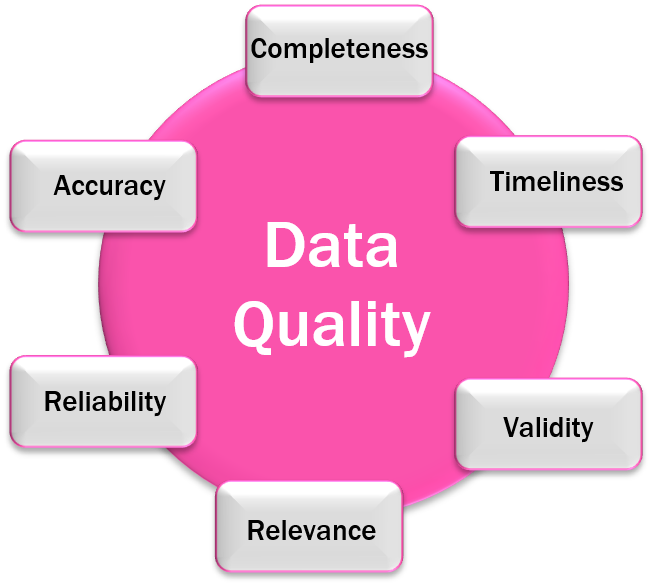 Completeness
Accuracy
Timeliness
Data
Quality
Reliability
Validity
Relevance